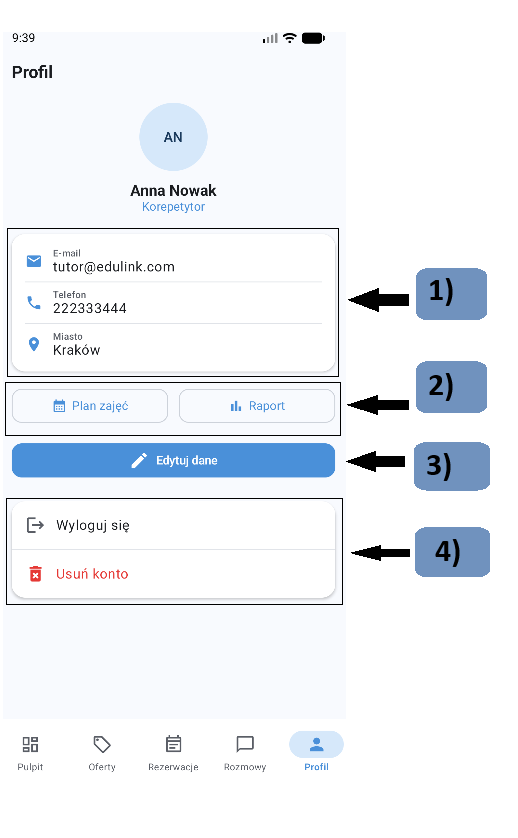 9:39
Profil
AN
Anna Nowak
Korepetytor
E-mail
tutor@edulink.com
1)
Telefon
222333444
Miasto
Kraków
2)
Plan zajęć Raport
Edytuj dane
3)
Wyloguj się
4)
Usuń konto
Pulpit Oferty Rezerwacje Rozmowy Profil